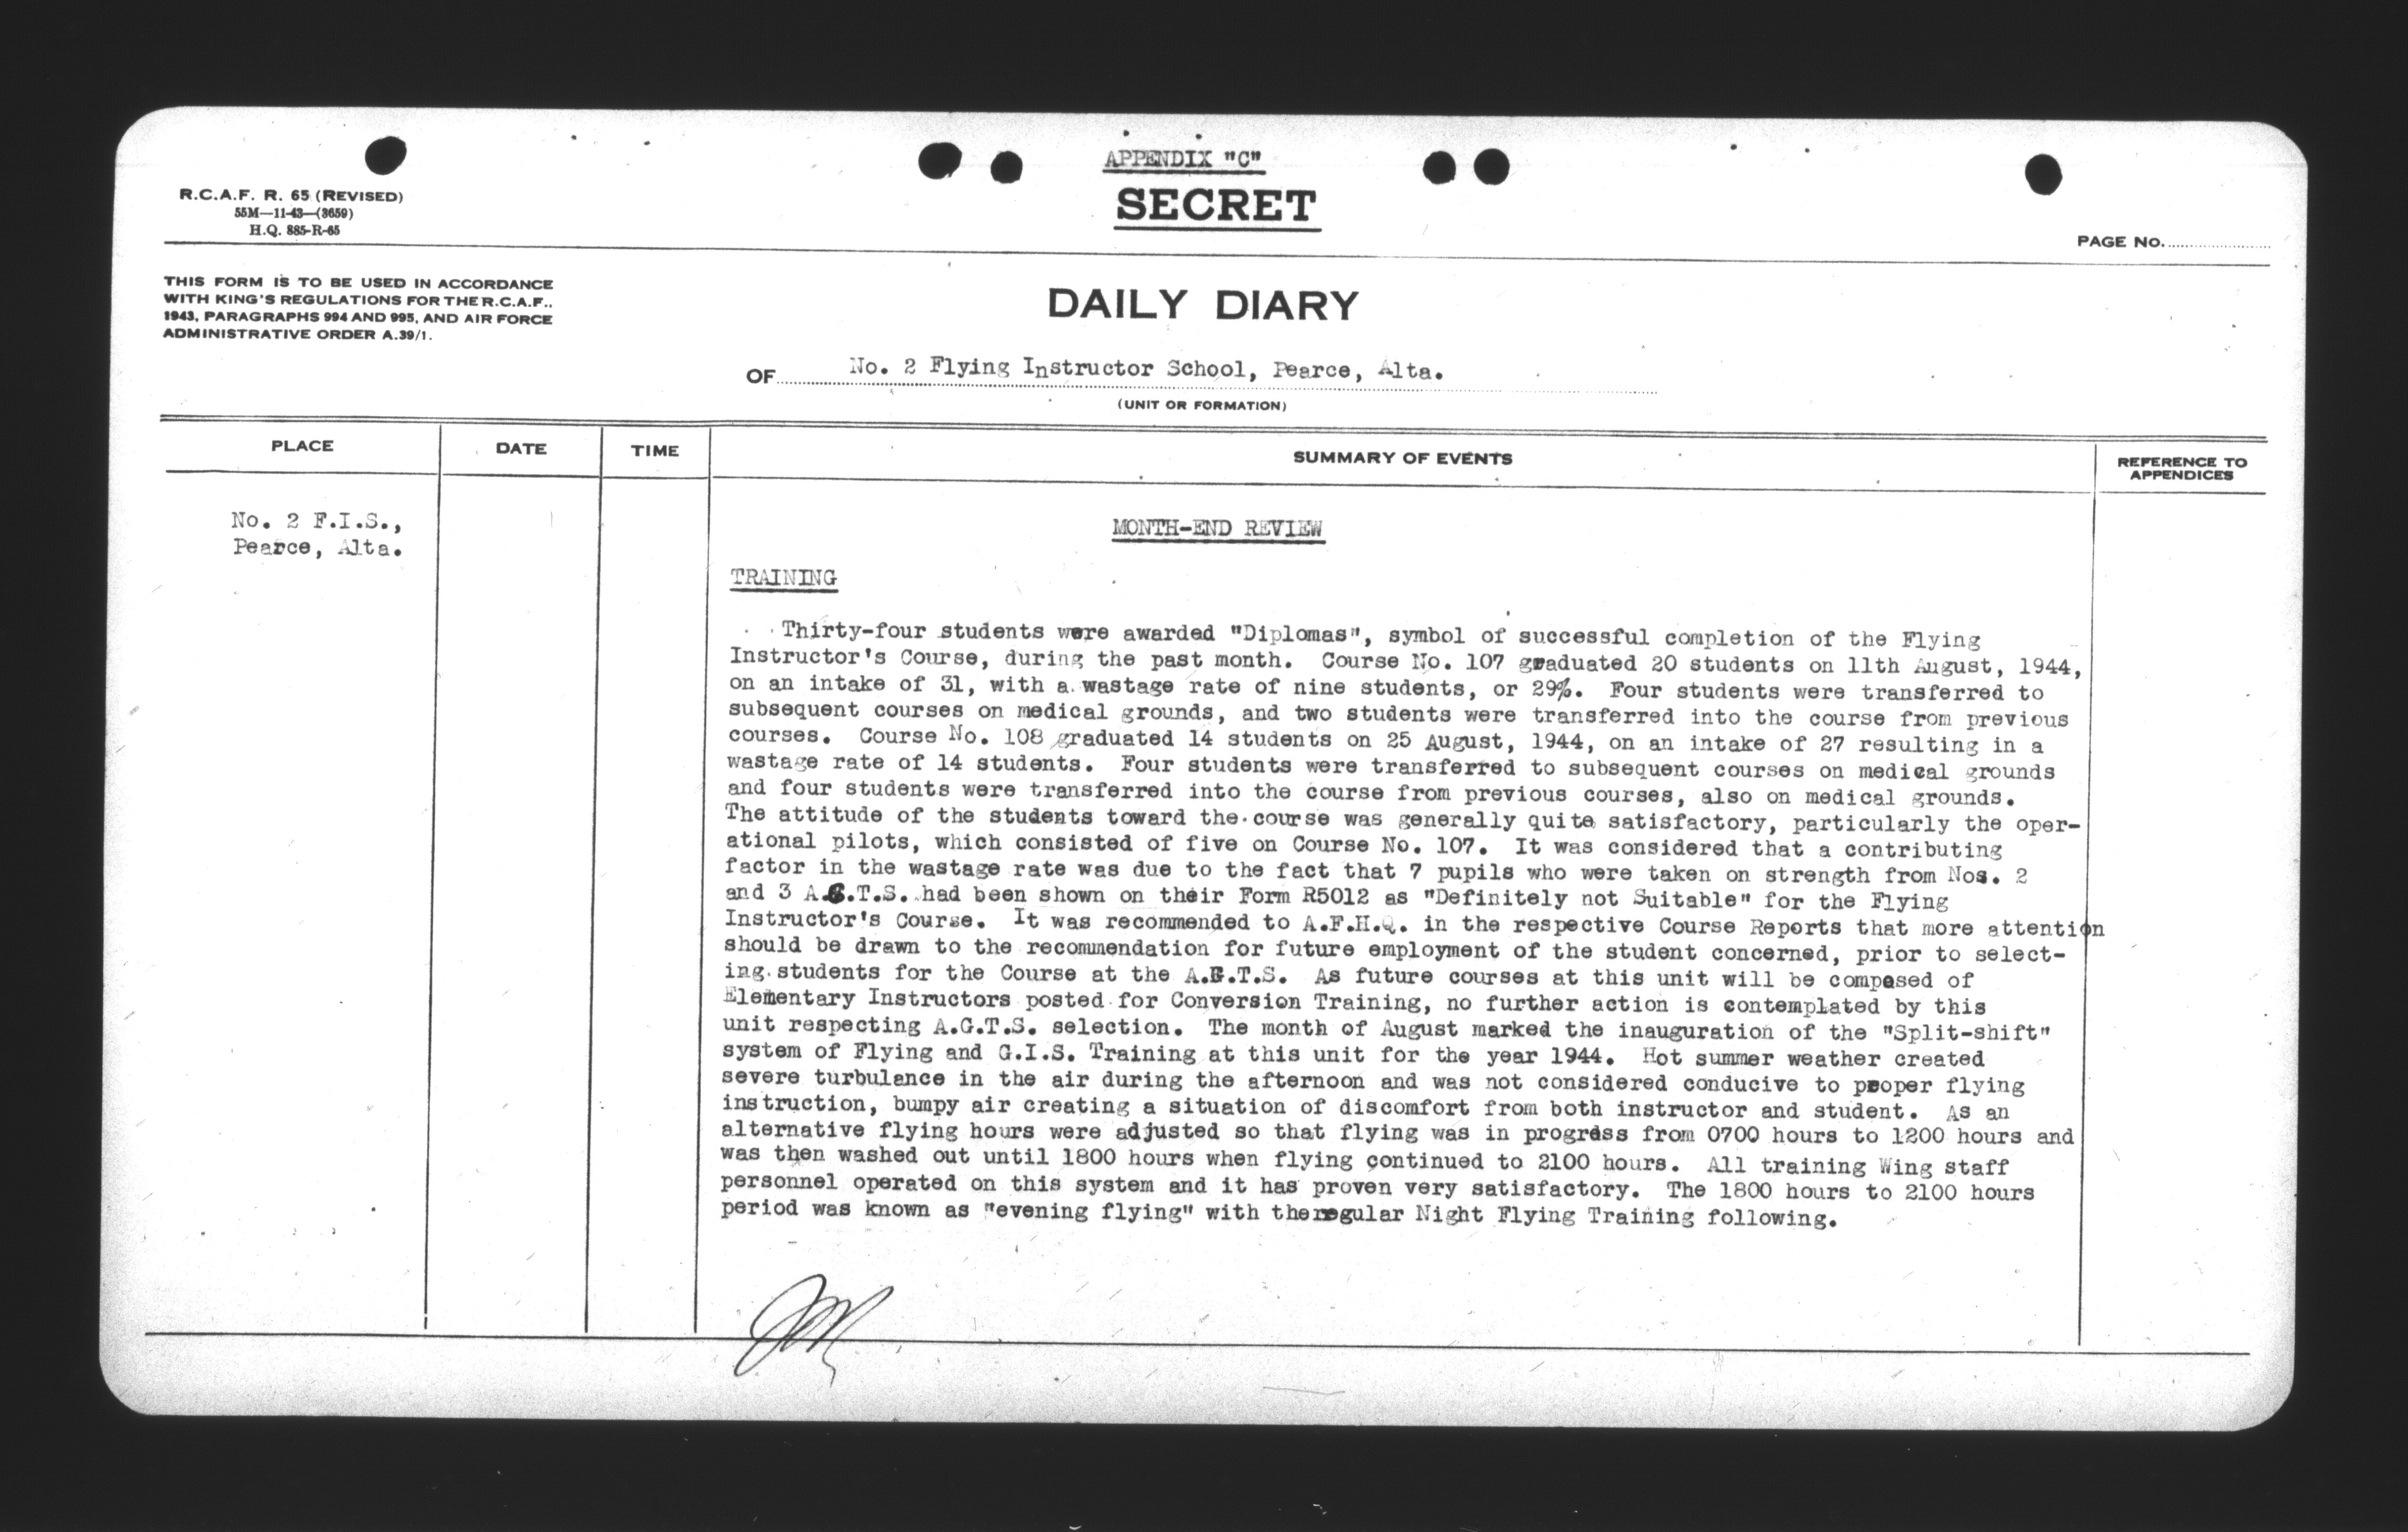 APPENDIX "C"
SECRET
R.C.A.F. R. 65 (REVISED)
55M—11-43—(3659)
H.Q. 885-R-65
PAGE NO.
THIS FORM IS TO BE USED IN ACCORDANCE
WITH KING'S REGULATIONS FOR THE R.C.A.F.,
1943, PARAGRAPHS 994 AND 995, AND AIR FORCE
ADMINISTRATIVE ORDER A.39/1.
DAILY DIARY
OF No. 2 Flying Instructor School, Pearce, Alta.
(UNIT OR FORMATION)
PLACE DATE TIME SUMMARY OF EVENTS REFERENCE TO
APPENDICES
No. 2 F.I.S.,
Pearce, Alta.
MONTH-END REVIEW
TRAINING
Thirty-four students were awarded "Diplomas", symbol of successful completion of the Flying
Instructor's Course, during the past month. Course No. 107 graduated 20 students on 11th August, 1944,
on an intake of 31, with a wastage rate of nine students, or 29%. Four students were transferred to
subsequent courses on medical grounds, and two students were transferred into the course from previous
courses. Course No. 108 graduated 14 students on 25 August, 1944, on an intake of 27 resulting in a
wastage rate of 14 students. Four students were transferred to subsequent courses on medical grounds
and four students were transferred into the course from previous courses, also on medical grounds.
The attitude of the students toward the course was generally quite satisfactory, particularly the oper-
ational pilots, which consisted of five on Course No. 107. It was considered that a contributing
factor in the wastage rate was due to the fact that 7 pupils who were taken on strength from Nos. 2
and 3 A.G.T.S. had been shown on their Form R5012 as "Definitely not Suitable" for the Flying
Instructor's Course. It was recommended to A.F.H.Q. in the respective Course Reports that more attention
should be drawn to the recommendation for future employment of the student concerned, prior to select-
ing students for the Course at the A.G.T.S. As future courses at this unit will be composed of
Elementary Instructors posted for Conversion Training, no further action is contemplated by this
unit respecting A.G.T.S. selection. The month of August marked the inauguration of the "Split-shift"
system of Flying and G.I.S. Training at this unit for the year 1944. Hot summer weather created
severe turbulance in the air during the afternoon and was not considered conducive to proper flying
instruction, bumpy air creating a situation of discomfort from both instructor and student. As an
alternative flying hours were adjusted so that flying was in progress from 0700 hours to 1200 hours and
was then washed out until 1800 hours when flying continued to 2100 hours. All training Wing staff
personnel operated on this system and it has proven very satisfactory. The 1800 hours to 2100 hours
period was known as "evening flying" with theregular Night Flying Training following.